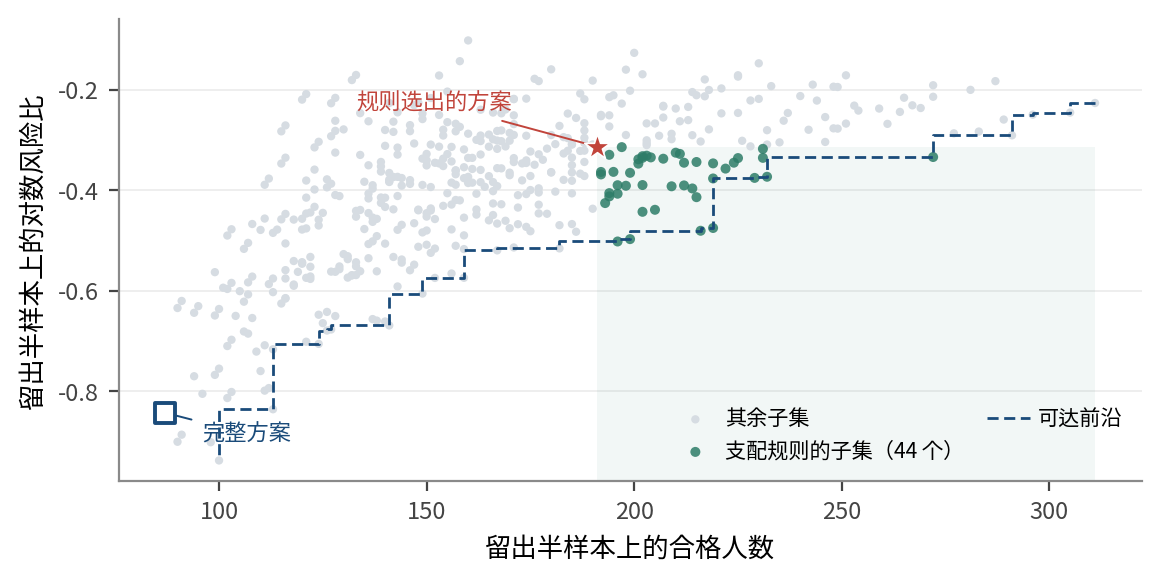 留出半样本上的对数风险比
-0.2
-0.4
-0.6
-0.8
规则选出的方案
完整方案
其余子集
支配规则的子集（44 个）
可达前沿
100
150
200
250
300
留出半样本上的合格人数